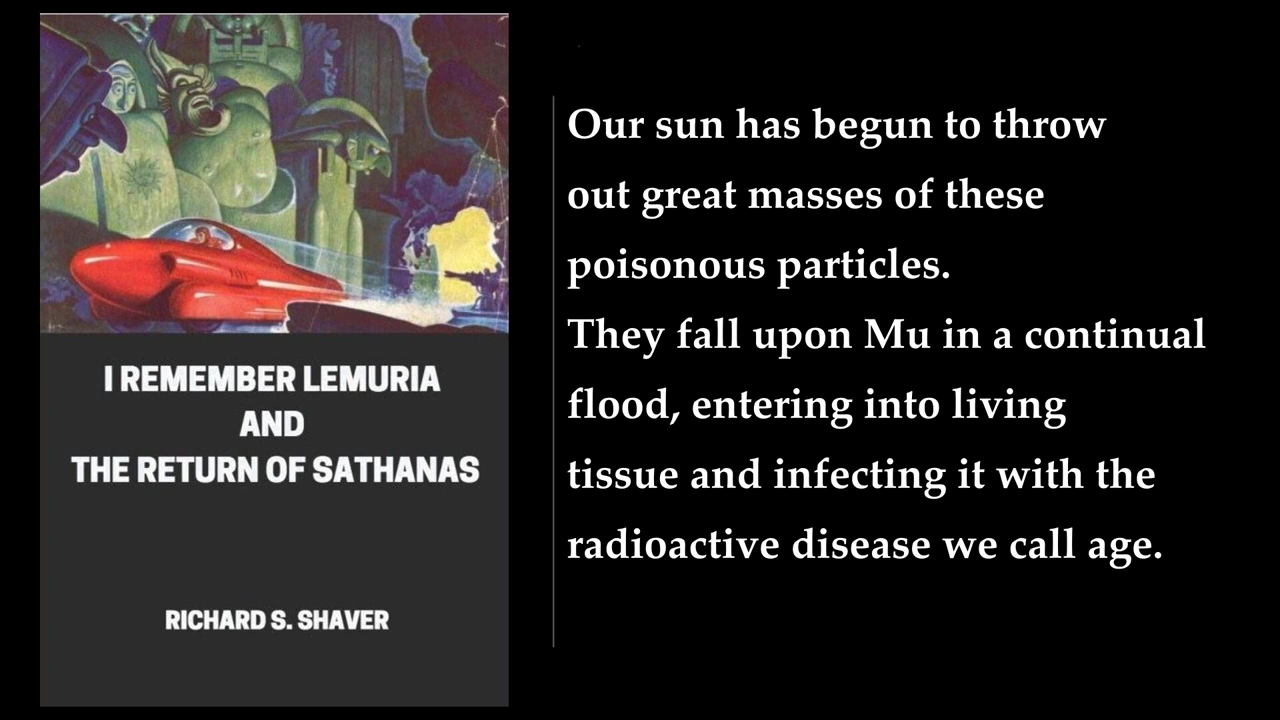 I REMEMBER LEMURIA
AND
THE RETURN OF SATHANAS
RICHARD S. SHAVER
Our sun has begun to throw
out great masses of these
poisonous particles.
They fall upon Mu in a continual
flood, entering into living
tissue and infecting it with the
radioactive disease we call age.